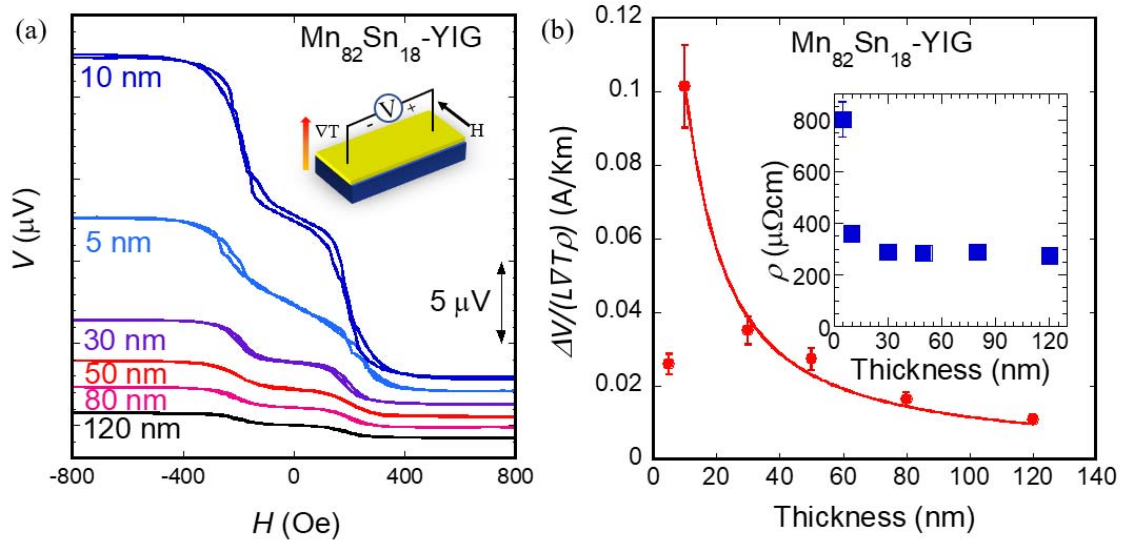 (a)
Mn82Sn18-YIG
10 nm
5 nm
30 nm
50 nm
80 nm
120 nm
∇T
- V +
H
5 μV
V (μV)
-800 -400 0 400 800
H (Oe)
(b)
Mn82Sn18-YIG
0.12
0.1
0.08
0.06
0.04
0.02
0
ΔV/(L∇Tρ) (A/Km)
0 20 40 60 80 100 120 140
Thickness (nm)
800
600
400
200
0
ρ (μΩcm)
0 30 60 90 120
Thickness (nm)